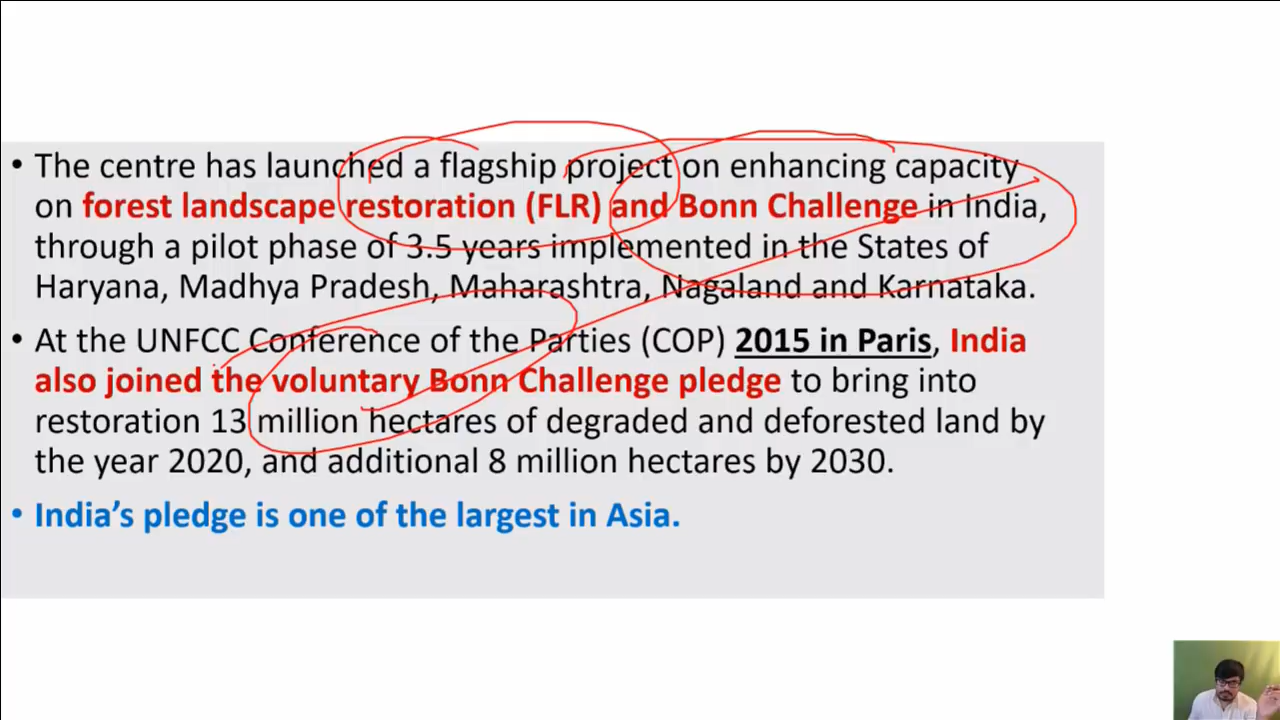 • The centre has launched a flagship project on enhancing capacity
on forest landscape restoration (FLR) and Bonn Challenge in India,
through a pilot phase of 3.5 years implemented in the States of
Haryana, Madhya Pradesh, Maharashtra, Nagaland and Karnataka.
• At the UNFCC Conference of the Parties (COP) 2015 in Paris, India
also joined the voluntary Bonn Challenge pledge to bring into
restoration 13 million hectares of degraded and deforested land by
the year 2020, and additional 8 million hectares by 2030.
• India’s pledge is one of the largest in Asia.